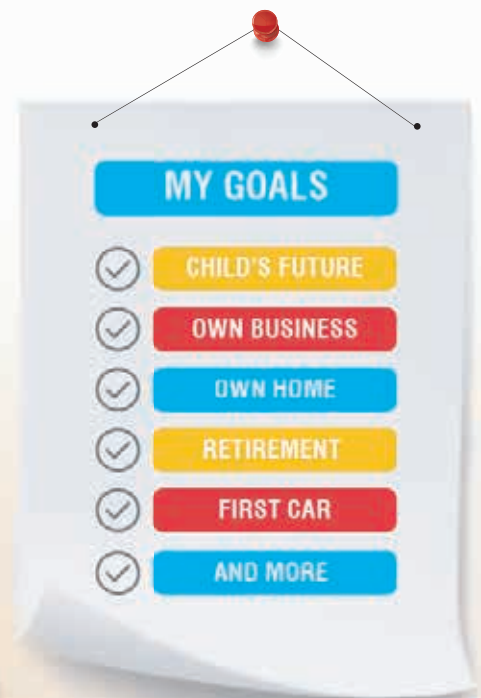 MY GOALS
CHILD'S FUTURE
OWN BUSINESS
OWN HOME
RETIREMENT
FIRST CAR
AND MORE